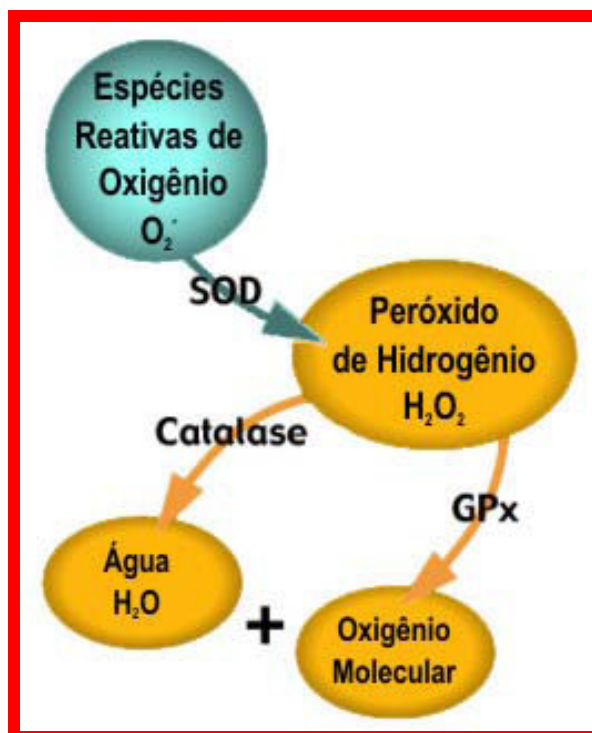 Espécies
Reativas de
Oxigênio
O₂⁻
SOD
Peróxido
de Hidrogênio
H₂O₂
Catalase
GPx
Água
H₂O
+
Oxigênio
Molecular